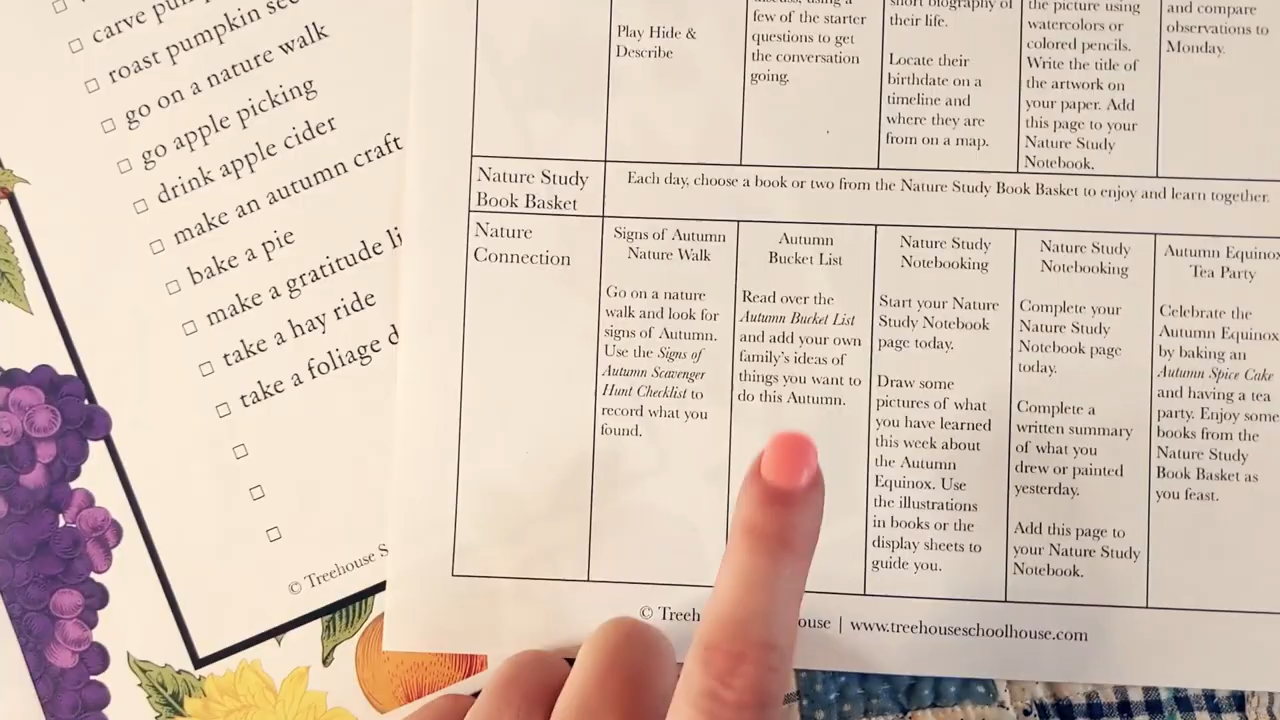 carve
roast pumpkin
go on a nature walk
go apple picking
drink apple cider
make an autumn craft
bake a pie
make a gratitude
take a hay ride
take a foliage
© Treehouse
Play Hide &
Describe
few of the starter
questions to get
the conversation
going.
short biography of
their life.
Locate their
birthdate on a
timeline and
where they are
from on a map.
the picture using
watercolors or
colored pencils.
Write the title of
the artwork on
your paper. Add
this page to your
Nature Study
Notebook.
and compare
observations to
Monday.
Nature Study
Book Basket
Each day, choose a book or two from the Nature Study Book Basket to enjoy and learn together.
Nature
Connection
Signs of Autumn
Nature Walk
Go on a nature
walk and look for
signs of Autumn.
Use the Signs of
Autumn Scavenger
Hunt Checklist to
record what you
found.
Autumn
Bucket List
Read over the
Autumn Bucket List
and add your own
family's ideas of
things you want to
do this Autumn.
Nature Study
Notebooking
Start your Nature
Study Notebook
page today.
Draw some
pictures of what
you have learned
this week about
the Autumn
Equinox. Use
the illustrations
in books or the
display sheets to
guide you.
Nature Study
Notebooking
Complete your
Nature Study
Notebook page
today.
Complete a
written summary
of what you
drew or painted
yesterday.
Add this page to
your Nature Study
Notebook.
Autumn Equinox
Tea Party
Celebrate the
Autumn Equinox
by baking an
Autumn Spice Cake
and having a tea
party. Enjoy some
books from the
Nature Study
Book Basket as
you feast.
© Treeh ouse | www.treehouseschoolhouse.com